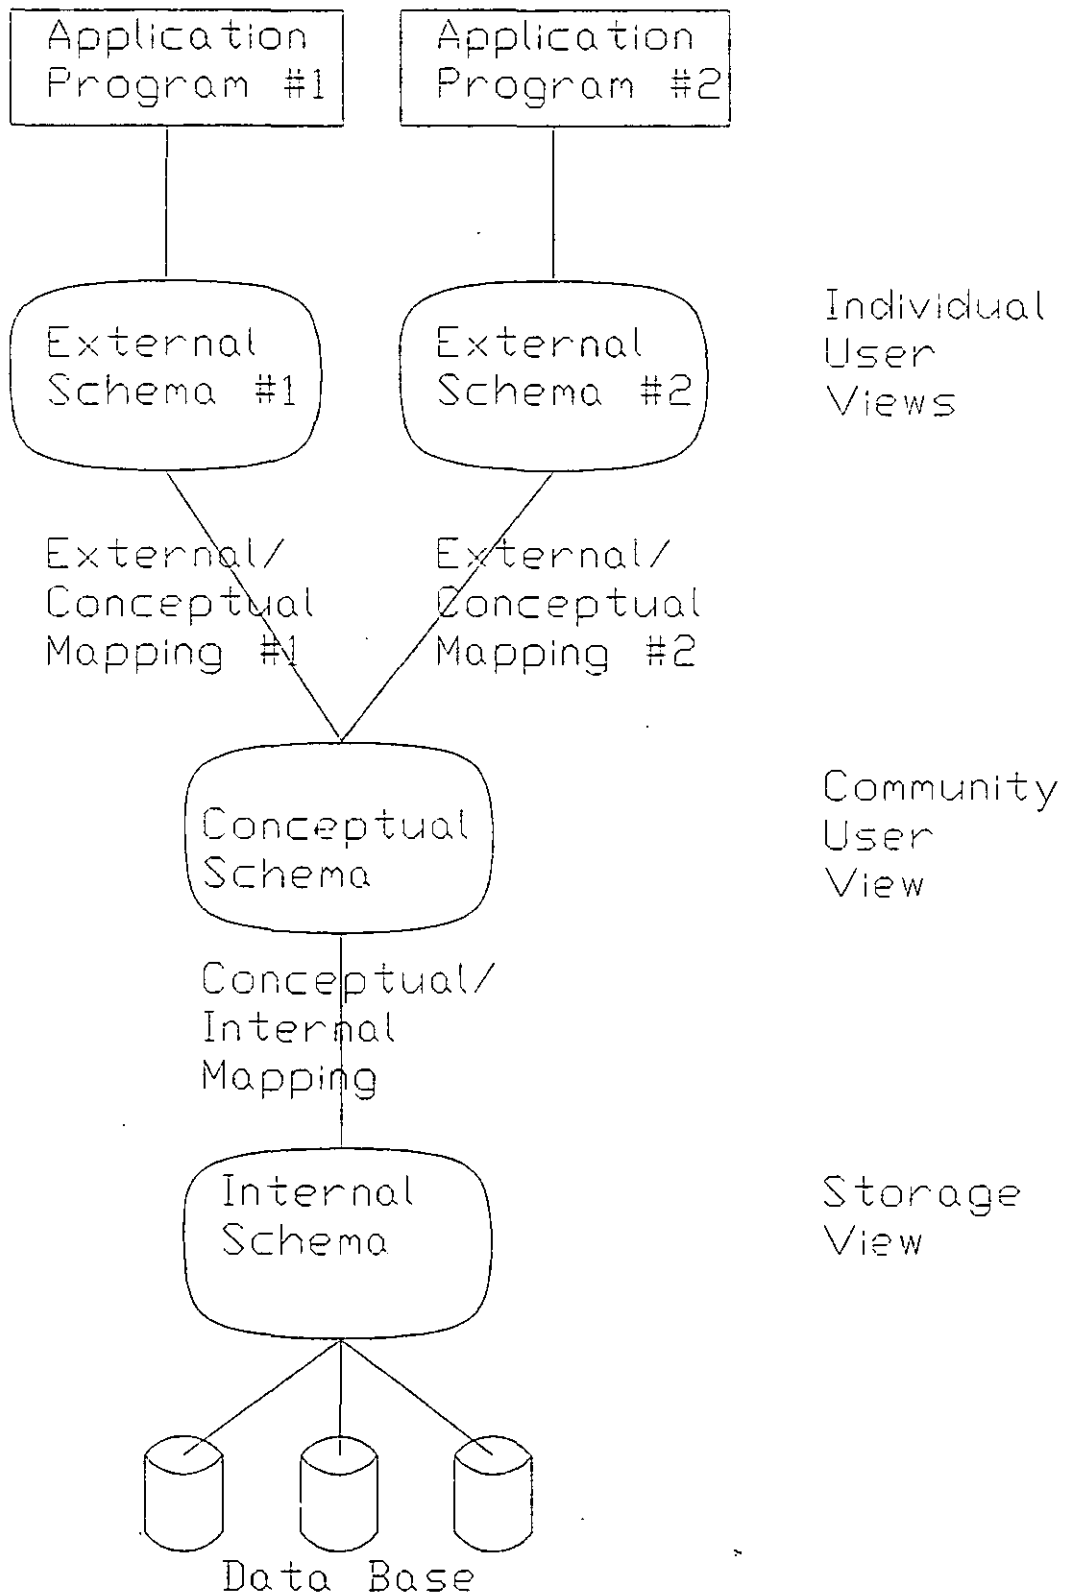 Application
Program #1
Application
Program #2
External
Schema #1
External
Schema #2
Individual
User
Views
External/
Conceptual
Mapping #1
External/
Conceptual
Mapping #2
Conceptual
Schema
Community
User
View
Conceptual/
Internal
Mapping
Internal
Schema
Storage
View
Data Base